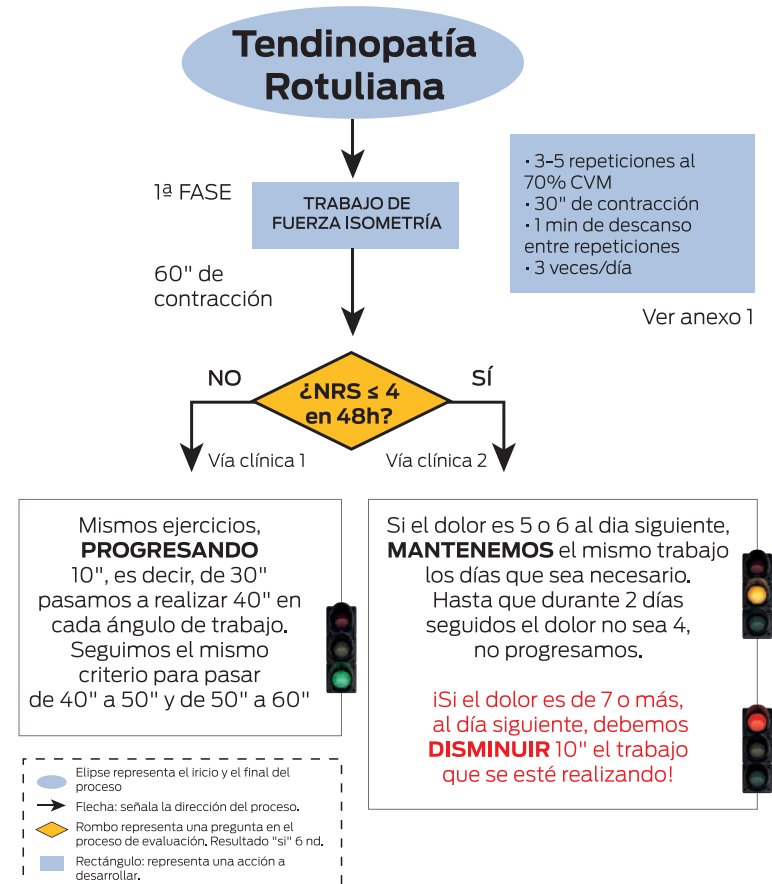 Tendinopatía
Rotuliana
1ª FASE
TRABAJO DE
FUERZA ISOMETRÍA
· 3-5 repeticiones al
70% CVM
· 30" de contracción
· 1 min de descanso
entre repeticiones
· 3 veces/día
60" de
contracción
Ver anexo 1
NO
¿NRS ≤ 4
en 48h?
SÍ
Vía clínica 1
Vía clínica 2
Mismos ejercicios,
PROGRESANDO
10", es decir, de 30"
pasamos a realizar 40" en
cada ángulo de trabajo.
Seguimos el mismo
criterio para pasar
de 40" a 50" y de 50" a 60"
Si el dolor es 5 o 6 al dia siguiente,
MANTENEMOS el mismo trabajo
los días que sea necesario.
Hasta que durante 2 días
seguidos el dolor no sea 4,
no progresamos.
¡Si el dolor es de 7 o más,
al día siguiente, debemos
DISMINUIR 10" el trabajo
que se esté realizando!
Elipse representa el iricio y el final del
proceso
Flecha: señala la dirección del proceso.
Rombo representa una pregunta en el
proceso de evaluación. Resultado "si" 6 nd.
Rectángulo: representa una acción a
desarrollar.